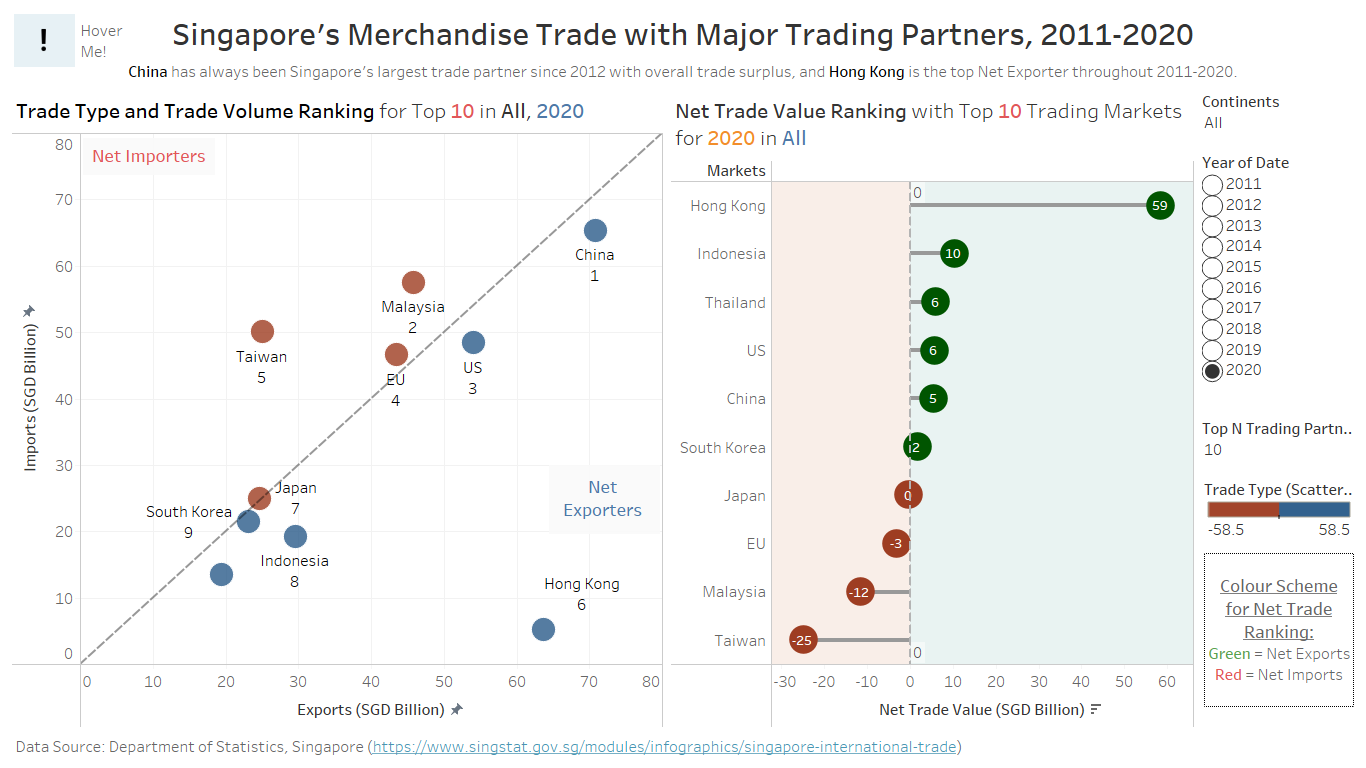 !
Hover
Me!
Singapore's Merchandise Trade with Major Trading Partners, 2011-2020
China has always been Singapore's largest trade partner since 2012 with overall trade surplus, and Hong Kong is the top Net Exporter throughout 2011-2020.
Trade Type and Trade Volume Ranking for Top 10 in All, 2020
80
70
60
50
40
30
20
10
0
Imports (SGD Billion)
Net Importers
China
1
Malaysia
2
Taiwan
5
US
3
EU
4
Japan
7
South Korea
9
Indonesia
8
Net
Exporters
Hong Kong
6
0
10
20
30
40
50
60
70
80
Exports (SGD Billion)
Net Trade Value Ranking with Top 10 Trading Markets
for 2020 in All
Markets
0
Hong Kong
59
Indonesia
10
Thailand
6
US
6
China
5
South Korea
2
Japan
0
EU
-3
Malaysia
-12
Taiwan
-25
0
-30
-20
-10
0
10
20
30
40
50
60
Net Trade Value (SGD Billion)
Continents
All
Year of Date
2011
2012
2013
2014
2015
2016
2017
2018
2019
2020
Top N Trading Partn..
10
Trade Type (Scatter..
-58.5
58.5
Colour Scheme
for Net Trade
Ranking:
Green = Net Exports
Red = Net Imports
Data Source: Department of Statistics, Singapore (https://www.singstat.gov.sg/modules/infographics/singapore-international-trade)